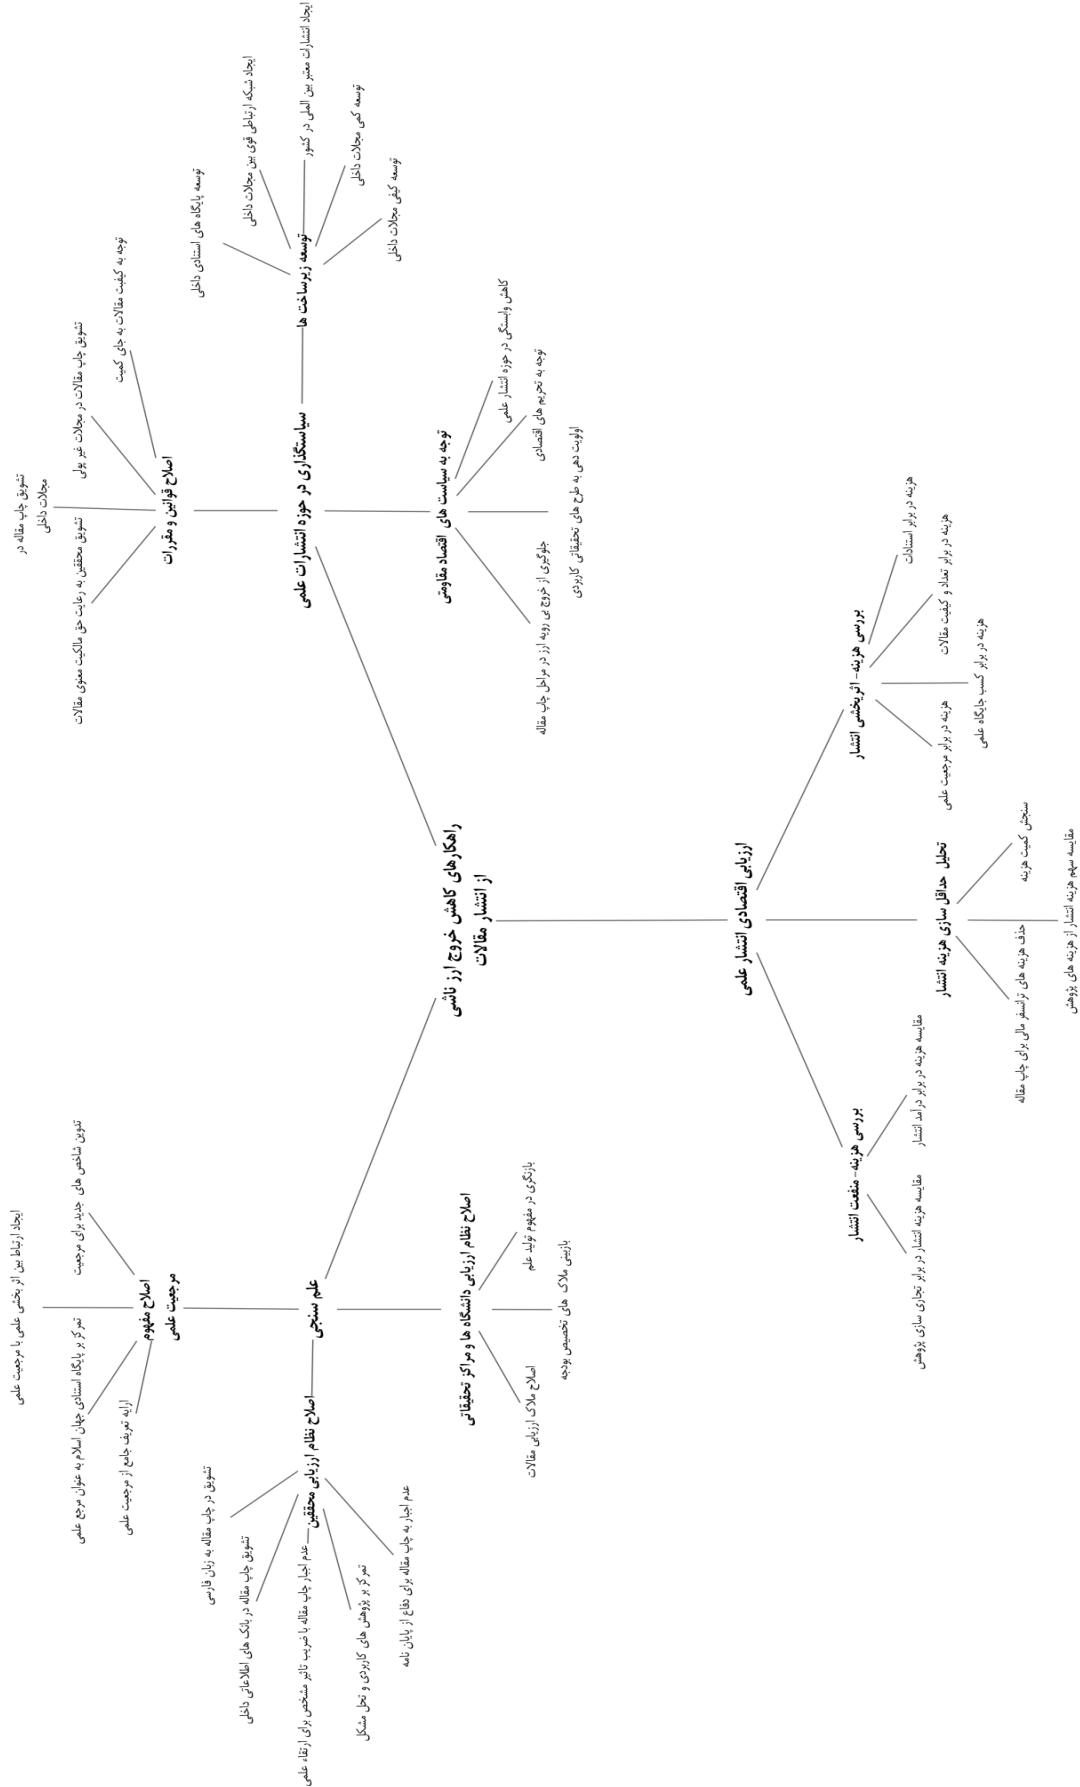 راهکارهای کاهش خروج ارز ناشی
از انتشار مقالات
سیاستگذاری در حوزه انتشارات علمی
توسعه زیرساخت ها
ایجاد انتشارات معتبر بین المللی در کشور
ایجاد شبکه ارتباطی قوی بین مجلات داخلی
توسعه کمی مجلات داخلی
توسعه کیفی مجلات داخلی
توسعه پایگاه های استنادی داخلی
اصلاح قوانین و مقررات
توجه به کیفیت مقالات به جای کمیت
تشویق چاپ مقالات در مجلات غیر پولی
تشویق چاپ مقاله در
مجلات داخلی
تشویق محققین به رعایت حق مالکیت معنوی مقالات
توجه به سیاست های اقتصاد مقاومتی
کاهش وابستگی در حوزه انتشار علمی
توجه به تحریم های اقتصادی
اولویت دهی به طرح های تحقیقاتی کاربردی
جلوگیری از خروج بی رویه ارز در مراحل چاپ مقاله
ارزیابی اقتصادی انتشار علمی
بررسی هزینه- اثربخشی انتشار
هزینه در برابر استنادات
هزینه در برابر تعداد و کیفیت مقالات
هزینه در برابر کسب جایگاه علمی
هزینه در برابر مرجعیت علمی
تحلیل حداقل سازی هزینه انتشار
سنجش کمیت هزینه
مقایسه سهم هزینه انتشار از هزینه های پژوهش
حذف هزینه های ترانسفر مالی برای چاپ مقاله
بررسی هزینه- منفعت انتشار
مقایسه هزینه در برابر درآمد انتشار
مقایسه هزینه انتشار در برابر تجاری سازی پژوهش
علم سنجی
اصلاح مفهوم
مرجعیت علمی
تدوین شاخص های جدید برای مرجعیت
ایجاد ارتباط بین اثر بخشی علمی با مرجعیت علمی
تمرکز بر پایگاه استنادی جهان اسلام به عنوان مرجع علمی
ارایه تعریف جامع از مرجعیت علمی
اصلاح نظام ارزیابی دانشگاه ها و مراکز تحقیقاتی
بازنگری در مفهوم تولید علم
بازبینی ملاک های تخصیص بودجه
اصلاح ملاک ارزیابی مقالات
اصلاح نظام ارزیابی محققین
تشویق در چاپ مقاله به زبان فارسی
تشویق چاپ مقاله در بانک های اطلاعاتی داخلی
عدم اجبار چاپ مقاله با ضریب تاثیر مشخص برای ارتقاء علمی
تمرکز بر پژوهش های کاربردی و حل مشکل
عدم اجبار به چاپ مقاله برای دفاع از پایان نامه